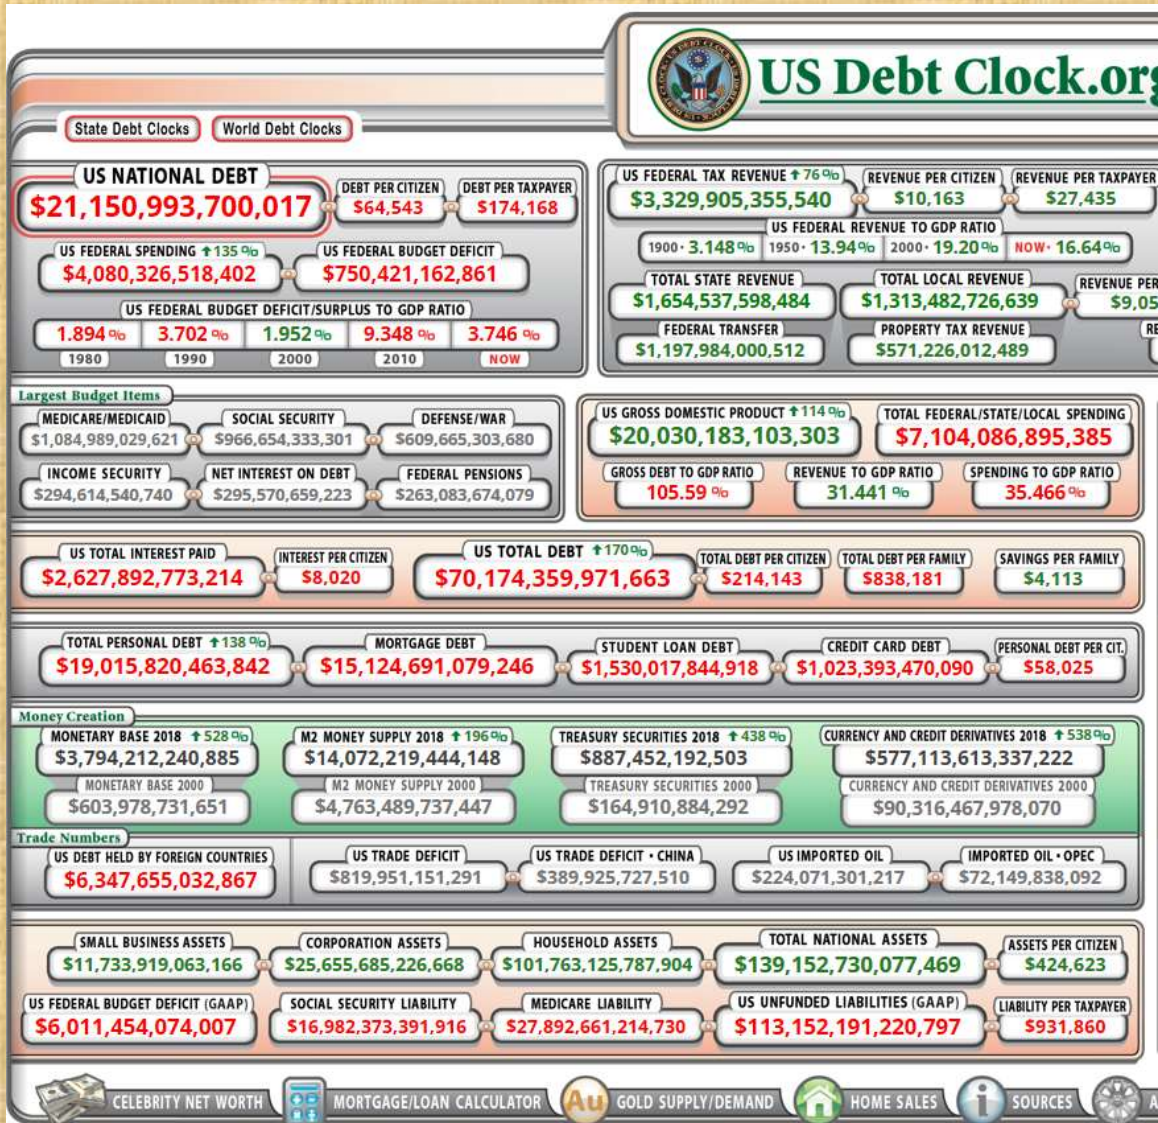 US Debt Clock.org
State Debt Clocks World Debt Clocks
US NATIONAL DEBT
$21,150,993,700,017
DEBT PER CITIZEN
$64,543
DEBT PER TAXPAYER
$174,168
US FEDERAL SPENDING ↑135%
$4,080,326,518,402
US FEDERAL BUDGET DEFICIT
$750,421,162,861
US FEDERAL BUDGET DEFICIT/SURPLUS TO GDP RATIO
1.894% 3.702% 1.952% 9.348% 3.746%
1980 1990 2000 2010 NOW
US FEDERAL TAX REVENUE ↑76%
$3,329,905,355,540
REVENUE PER CITIZEN
$10,163
REVENUE PER TAXPAYER
$27,435
US FEDERAL REVENUE TO GDP RATIO
1900· 3.148% 1950· 13.94% 2000· 19.20% NOW· 16.64%
TOTAL STATE REVENUE
$1,654,537,598,484
TOTAL LOCAL REVENUE
$1,313,482,726,639
REVENUE PER
$9,05
FEDERAL TRANSFER
$1,197,984,000,512
PROPERTY TAX REVENUE
$571,226,012,489
RE
Largest Budget Items
MEDICARE/MEDICAID
$1,084,989,029,621
SOCIAL SECURITY
$966,654,333,301
DEFENSE/WAR
$609,665,303,680
INCOME SECURITY
$294,614,540,740
NET INTEREST ON DEBT
$295,570,659,223
FEDERAL PENSIONS
$263,083,674,079
US GROSS DOMESTIC PRODUCT ↑114%
$20,030,183,103,303
TOTAL FEDERAL/STATE/LOCAL SPENDING
$7,104,086,895,385
GROSS DEBT TO GDP RATIO
105.59%
REVENUE TO GDP RATIO
31.441%
SPENDING TO GDP RATIO
35.466%
US TOTAL INTEREST PAID
$2,627,892,773,214
INTEREST PER CITIZEN
$8,020
US TOTAL DEBT ↑170%
$70,174,359,971,663
TOTAL DEBT PER CITIZEN
$214,143
TOTAL DEBT PER FAMILY
$838,181
SAVINGS PER FAMILY
$4,113
TOTAL PERSONAL DEBT ↑138%
$19,015,820,463,842
MORTGAGE DEBT
$15,124,691,079,246
STUDENT LOAN DEBT
$1,530,017,844,918
CREDIT CARD DEBT
$1,023,393,470,090
PERSONAL DEBT PER CIT.
$58,025
Money Creation
MONETARY BASE 2018 ↑528%
$3,794,212,240,885
M2 MONEY SUPPLY 2018 ↑196%
$14,072,219,444,148
TREASURY SECURITIES 2018 ↑438%
$887,452,192,503
CURRENCY AND CREDIT DERIVATIVES 2018 ↑538%
$577,113,613,337,222
MONETARY BASE 2000
$603,978,731,651
M2 MONEY SUPPLY 2000
$4,763,489,737,447
TREASURY SECURITIES 2000
$164,910,884,292
CURRENCY AND CREDIT DERIVATIVES 2000
$90,316,467,978,070
Trade Numbers
US DEBT HELD BY FOREIGN COUNTRIES
$6,347,655,032,867
US TRADE DEFICIT
$819,951,151,291
US TRADE DEFICIT · CHINA
$389,925,727,510
US IMPORTED OIL
$224,071,301,217
IMPORTED OIL · OPEC
$72,149,838,092
SMALL BUSINESS ASSETS
$11,733,919,063,166
CORPORATION ASSETS
$25,655,685,226,668
HOUSEHOLD ASSETS
$101,763,125,787,904
TOTAL NATIONAL ASSETS
$139,152,730,077,469
ASSETS PER CITIZEN
$424,623
US FEDERAL BUDGET DEFICIT (GAAP)
$6,011,454,074,007
SOCIAL SECURITY LIABILITY
$16,982,373,391,916
MEDICARE LIABILITY
$27,892,661,214,730
US UNFUNDED LIABILITIES (GAAP)
$113,152,191,220,797
LIABILITY PER TAXPAYER
$931,860
CELEBRITY NET WORTH MORTGAGE/LOAN CALCULATOR Au GOLD SUPPLY/DEMAND HOME SALES i SOURCES A